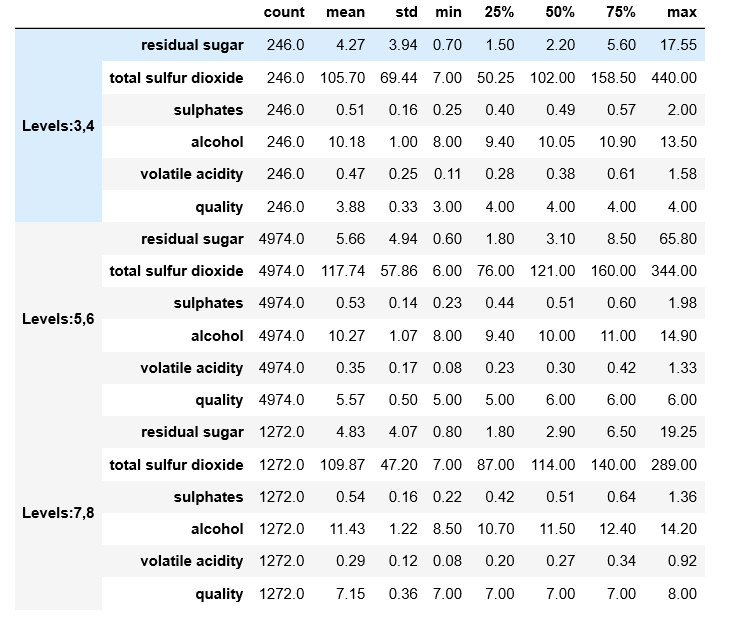 count mean std min 25% 50% 75% max
residual sugar 246.0 4.27 3.94 0.70 1.50 2.20 5.60 17.55
total sulfur dioxide 246.0 105.70 69.44 7.00 50.25 102.00 158.50 440.00
sulphates 246.0 0.51 0.16 0.25 0.40 0.49 0.57 2.00
Levels:3,4
alcohol 246.0 10.18 1.00 8.00 9.40 10.05 10.90 13.50
volatile acidity 246.0 0.47 0.25 0.11 0.28 0.38 0.61 1.58
quality 246.0 3.88 0.33 3.00 4.00 4.00 4.00 4.00
residual sugar 4974.0 5.66 4.94 0.60 1.80 3.10 8.50 65.80
total sulfur dioxide 4974.0 117.74 57.86 6.00 76.00 121.00 160.00 344.00
sulphates 4974.0 0.53 0.14 0.23 0.44 0.51 0.60 1.98
Levels:5,6
alcohol 4974.0 10.27 1.07 8.00 9.40 10.00 11.00 14.90
volatile acidity 4974.0 0.35 0.17 0.08 0.23 0.30 0.42 1.33
quality 4974.0 5.57 0.50 5.00 5.00 6.00 6.00 6.00
residual sugar 1272.0 4.83 4.07 0.80 1.80 2.90 6.50 19.25
total sulfur dioxide 1272.0 109.87 47.20 7.00 87.00 114.00 140.00 289.00
sulphates 1272.0 0.54 0.16 0.22 0.42 0.51 0.64 1.36
Levels:7,8
alcohol 1272.0 11.43 1.22 8.50 10.70 11.50 12.40 14.20
volatile acidity 1272.0 0.29 0.12 0.08 0.20 0.27 0.34 0.92
quality 1272.0 7.15 0.36 7.00 7.00 7.00 7.00 8.00